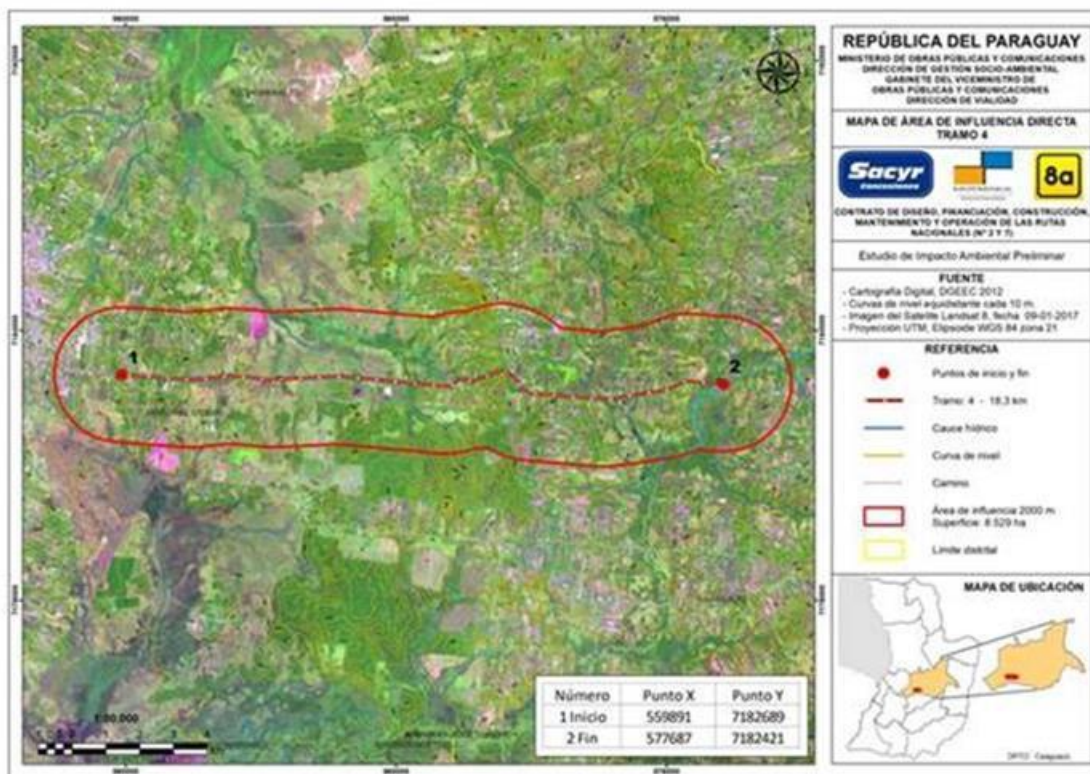 REPÚBLICA DEL PARAGUAY
MINISTERIO DE OBRAS PÚBLICAS Y COMUNICACIONES
DIRECCIÓN DE GESTIÓN SOCIO-AMBIENTAL
GABINETE DEL VICEMINISTRO DE
OBRAS PÚBLICAS Y COMUNICACIONES
DIRECCIÓN DE VIALIDAD
MAPA DE ÁREA DE INFLUENCIA DIRECTA
TRAMO 4
Sacyr
Concesiones
8a
CONTRATO DE DISEÑO, FINANCIACIÓN, CONSTRUCCIÓN,
MANTENIMIENTO Y OPERACIÓN DE LAS RUTAS
NACIONALES (Nº 2 Y 7)
Estudio de Impacto Ambiental Preliminar
FUENTE
- Cartografía Digital, DGEEC 2012
- Curvas de nivel equidistante cada 10 m.
- Imagen del Satelite Landsat 8, fecha 09-01-2017
- Proyección UTM, Elipsoide WGS 84 zona 21
REFERENCIA
Puntos de inicio y fin
Tramo: 4 - 18,3 km
Cauce hídrico
Curva de nivel
Camino
Área de influencia 2000 m
Superficie: 8.529 ha
Límite distrital
MAPA DE UBICACIÓN
DPTO: Caaguazú
1
2
Número Punto X Punto Y
1 Inicio 559891 7182689
2 Fin 577687 7182421